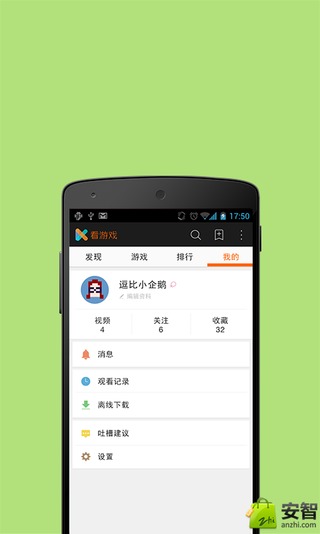 17:50
看游戏
发现 游戏 排行 我的
逗比小企鹅
编辑资料
视频 关注 收藏
4 6 32
消息
观看记录
离线下载
吐槽建议
设置
Zhi 安智
anzhi.com